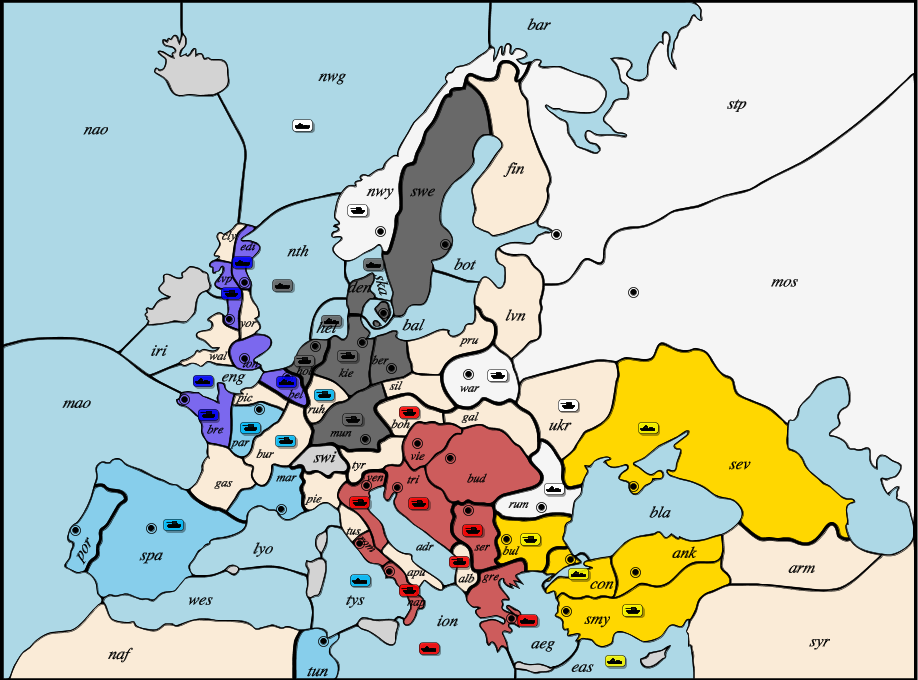 bar
nwg
stp
nao
fin
nwy
swe
cly
edi
nth
bot
mos
lvp
den
ska
lvn
yor
hel
bal
iri
wal
lon
pru
hol
kie
ber
eng
war
mao
bel
sil
pic
ruh
bre
par
mun
boh
gal
ukr
bur
swi
vie
tyr
sev
gas
mar
ven
tri
bud
pie
rum
bla
por
spa
lyo
tus
rom
adr
ser
bul
ank
apu
alb
gre
con
arm
wes
tys
nap
ion
smy
aeg
naf
tun
eas
syr